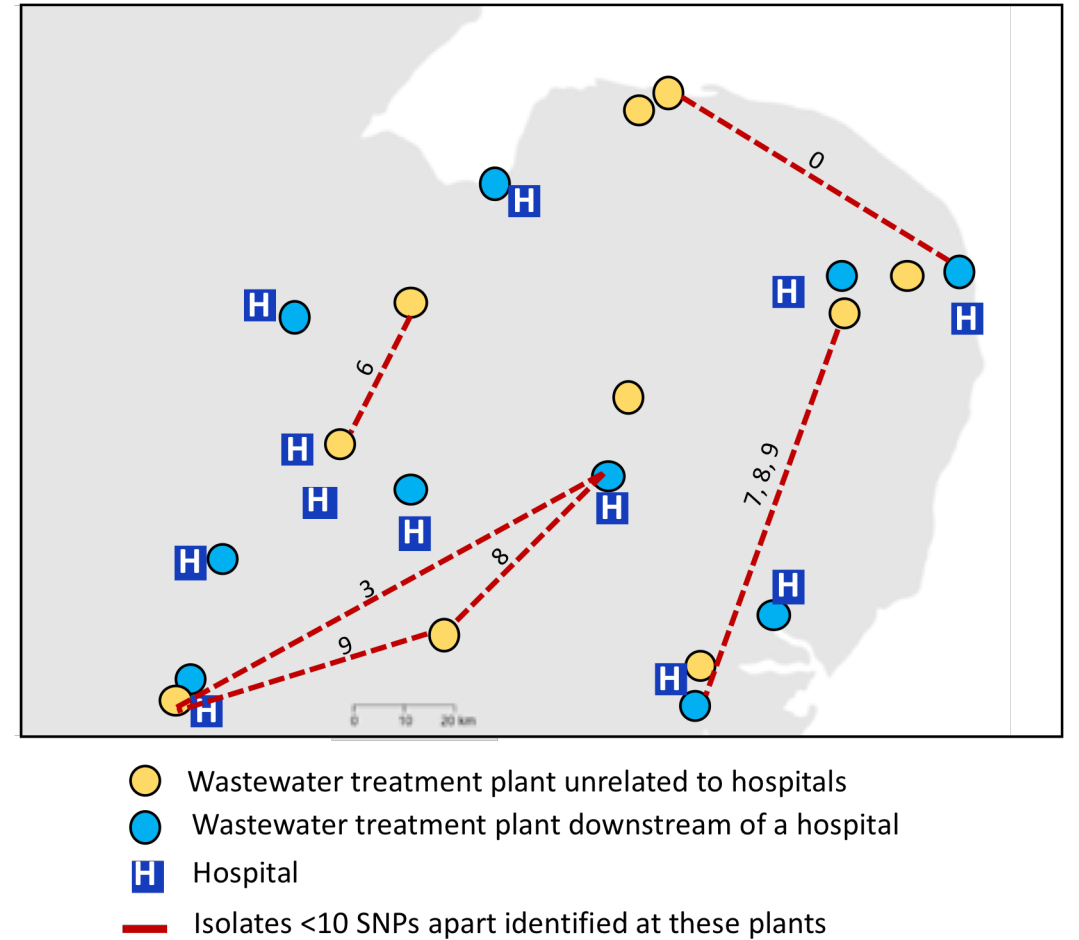 0
H
H
H
H
6
H
7, 8, 9
H
H
H
8
H
H
3
9
H
H
0 10 20 km
Wastewater treatment plant unrelated to hospitals
Wastewater treatment plant downstream of a hospital
H Hospital
Isolates <10 SNPs apart identified at these plants